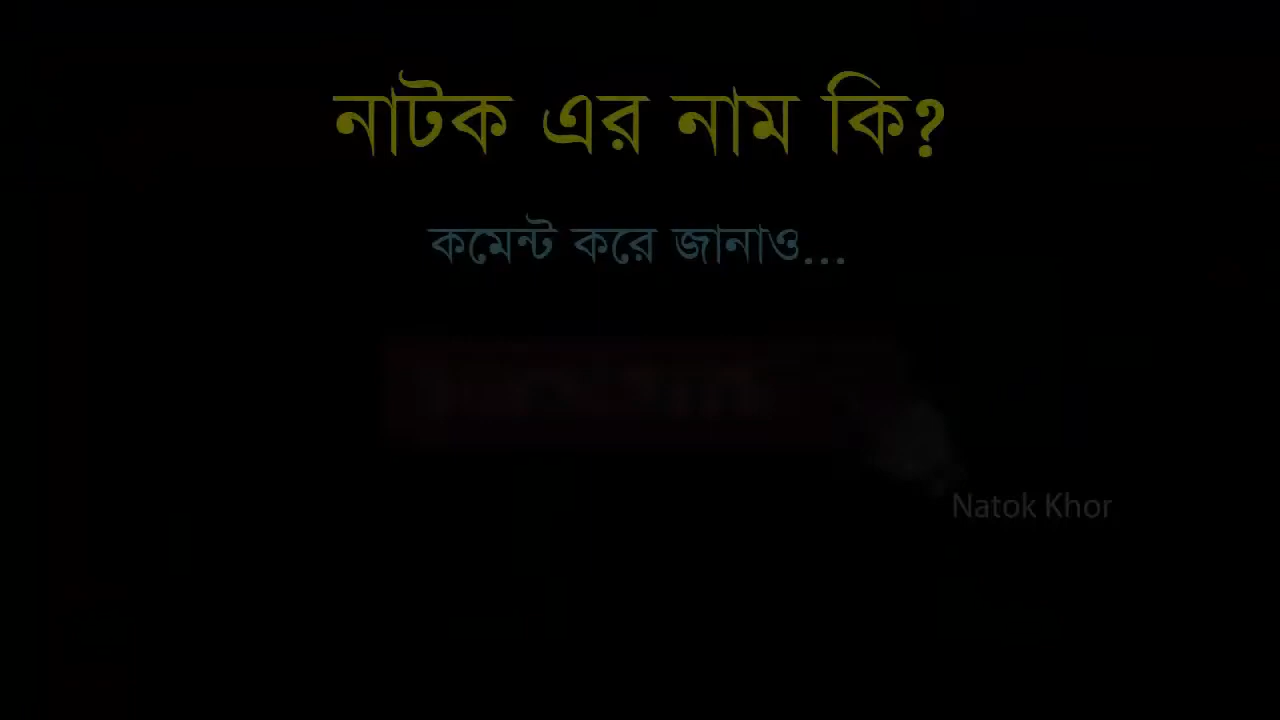 নাটক এর নাম কি?
কমেন্ট করে জানাও...
Natok Khor